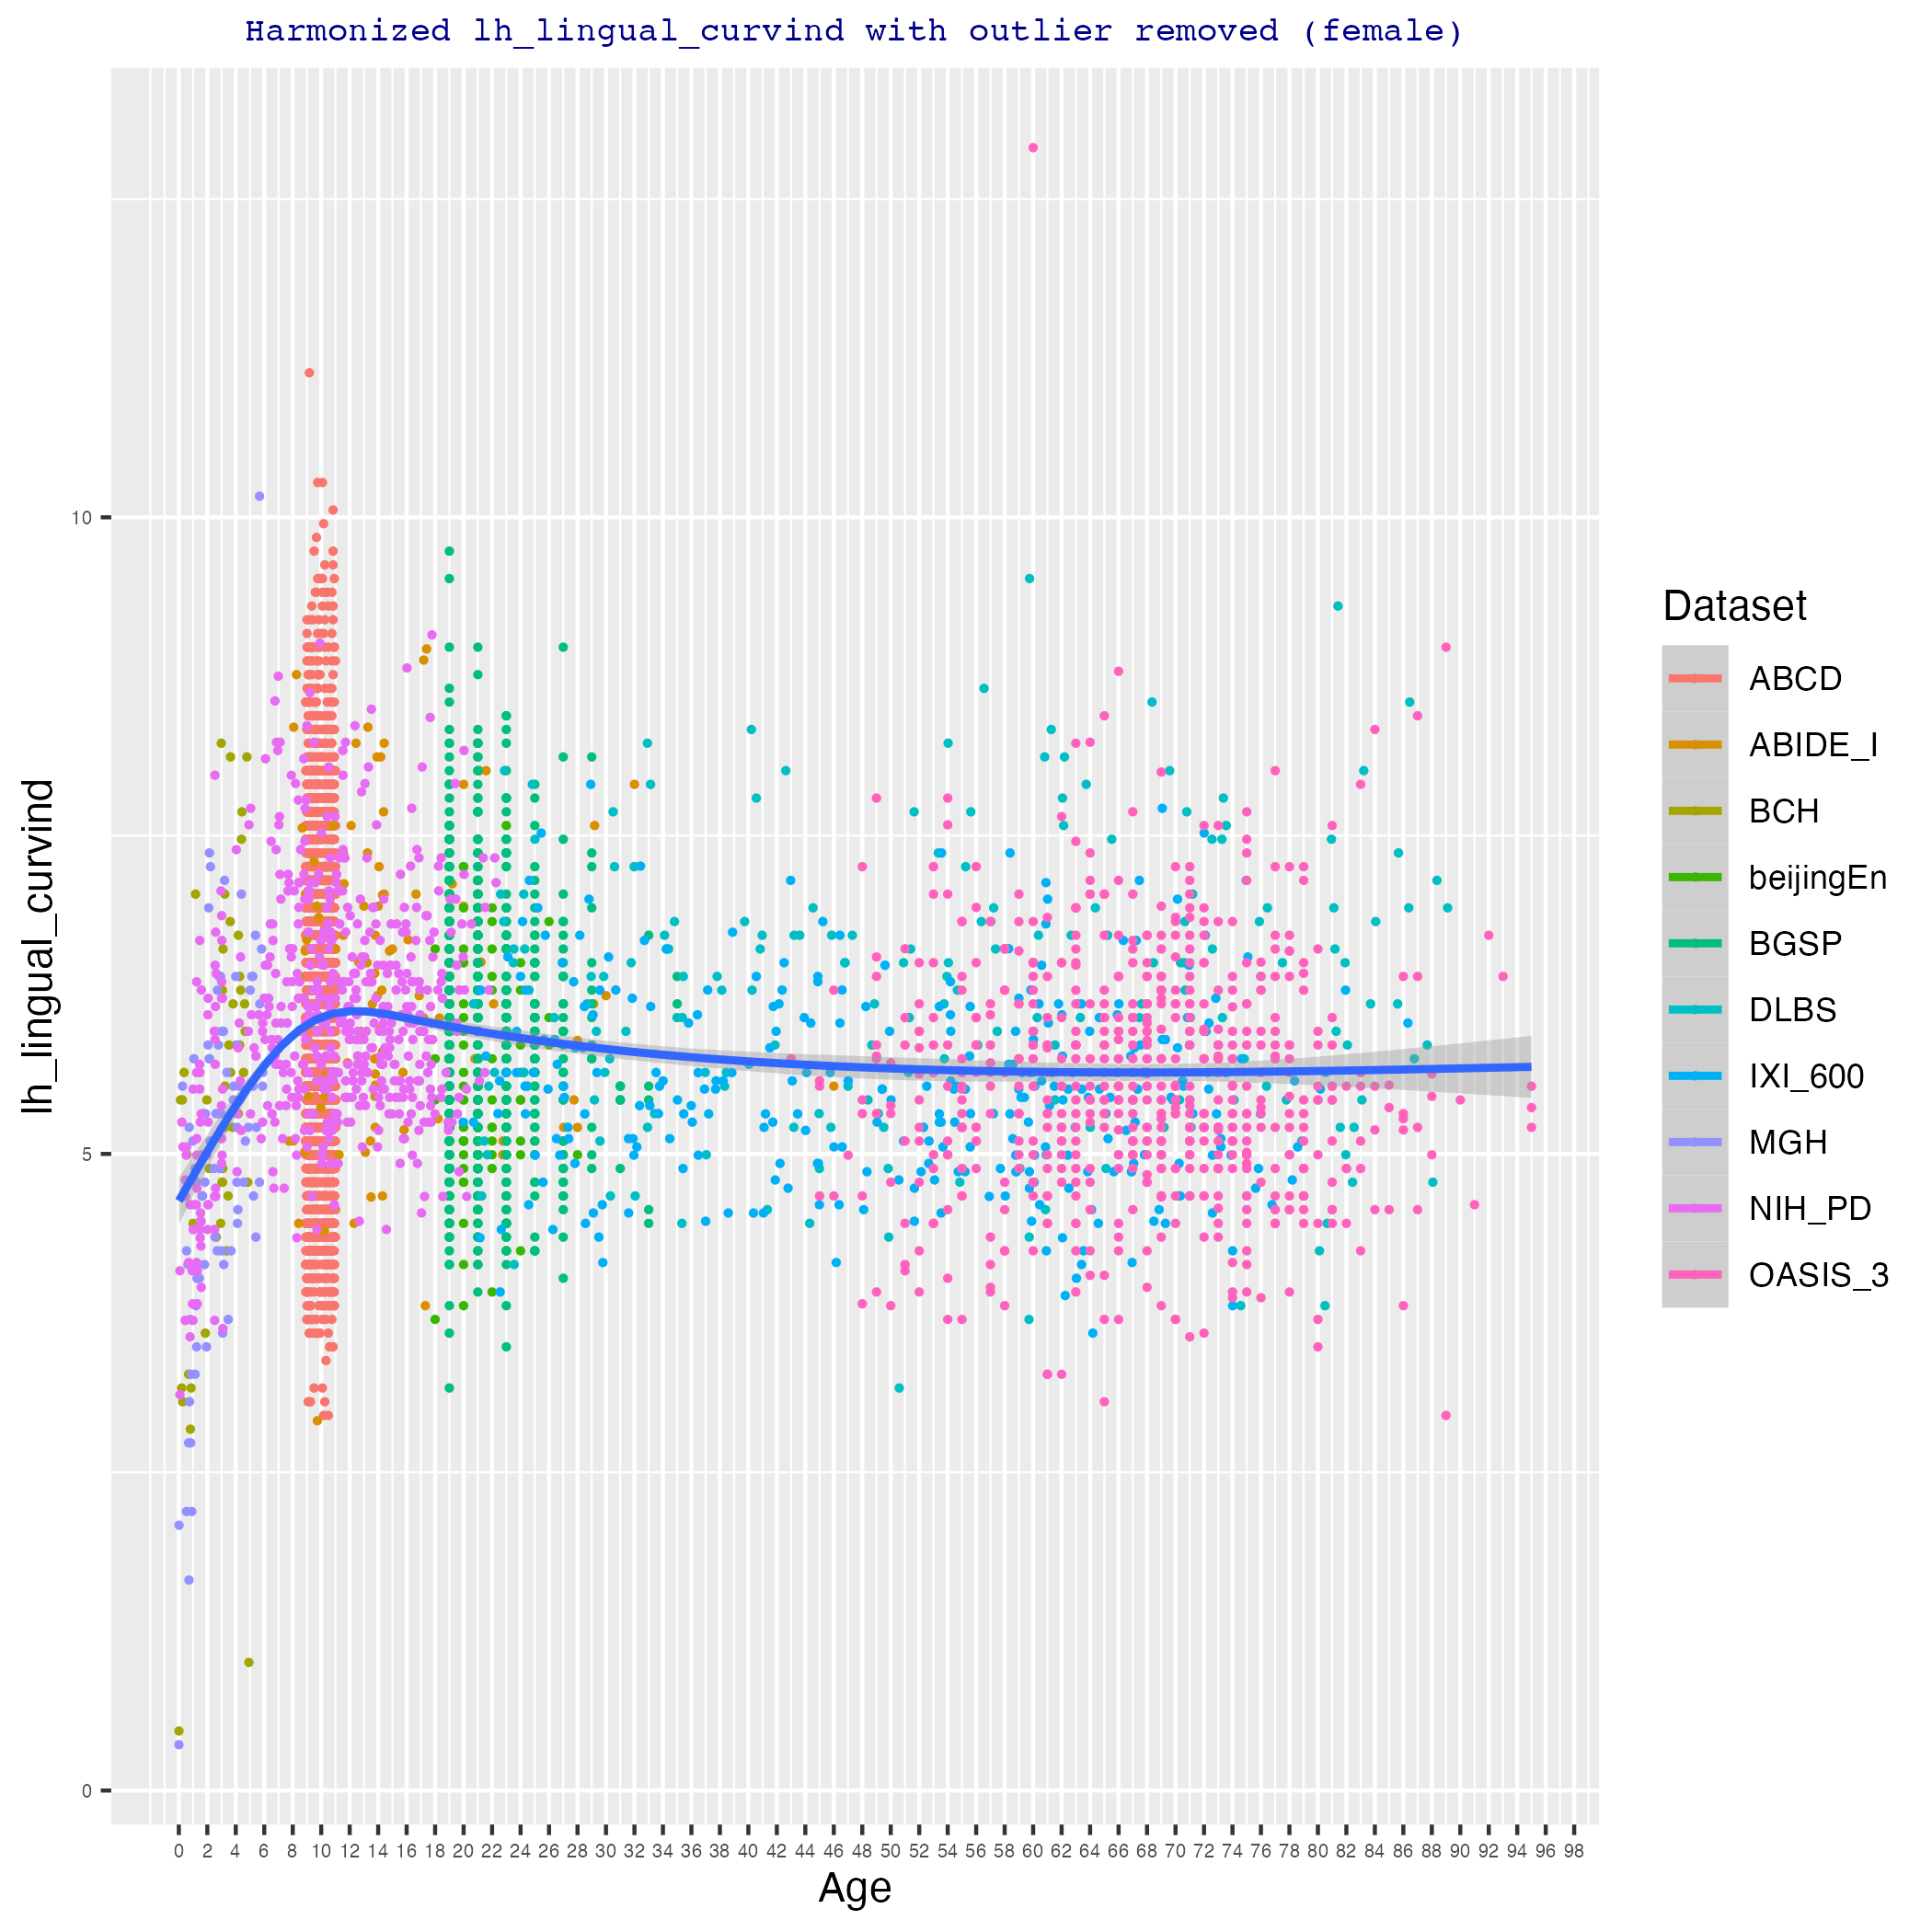 Harmonized lh_lingual_curvind with outlier removed (female)
lh_lingual_curvind
10
5
0
0 2 4 6 8 10 12 14 16 18 20 22 24 26 28 30 32 34 36 38 40 42 44 46 48 50 52 54 56 58 60 62 64 66 68 70 72 74 76 78 80 82 84 86 88 90 92 94 96 98
Age
Dataset
ABCD
ABIDE_I
BCH
beijingEn
BGSP
DLBS
IXI_600
MGH
NIH_PD
OASIS_3